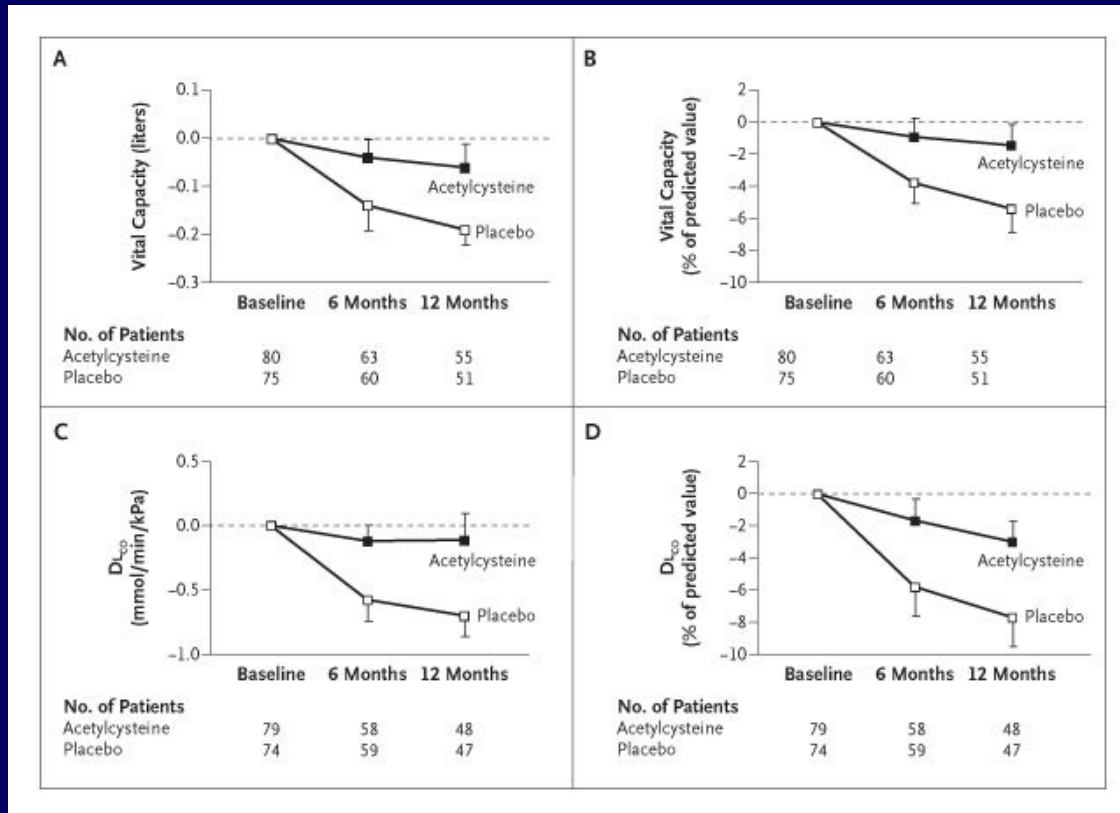 A
Vital Capacity (liters)
0.1
0.0
−0.1
−0.2
−0.3
Acetylcysteine
Placebo
Baseline 6 Months 12 Months
No. of Patients
Acetylcysteine 80 63 55
Placebo 75 60 51
B
Vital Capacity
(% of predicted value)
2
0
−2
−4
−6
−8
−10
Acetylcysteine
Placebo
Baseline 6 Months 12 Months
No. of Patients
Acetylcysteine 80 63 55
Placebo 75 60 51
C
DLCO
(mmol/min/kPa)
0.5
0.0
−0.5
−1.0
Acetylcysteine
Placebo
Baseline 6 Months 12 Months
No. of Patients
Acetylcysteine 79 58 48
Placebo 74 59 47
D
DLCO
(% of predicted value)
2
0
−2
−4
−6
−8
−10
Acetylcysteine
Placebo
Baseline 6 Months 12 Months
No. of Patients
Acetylcysteine 79 58 48
Placebo 74 59 47